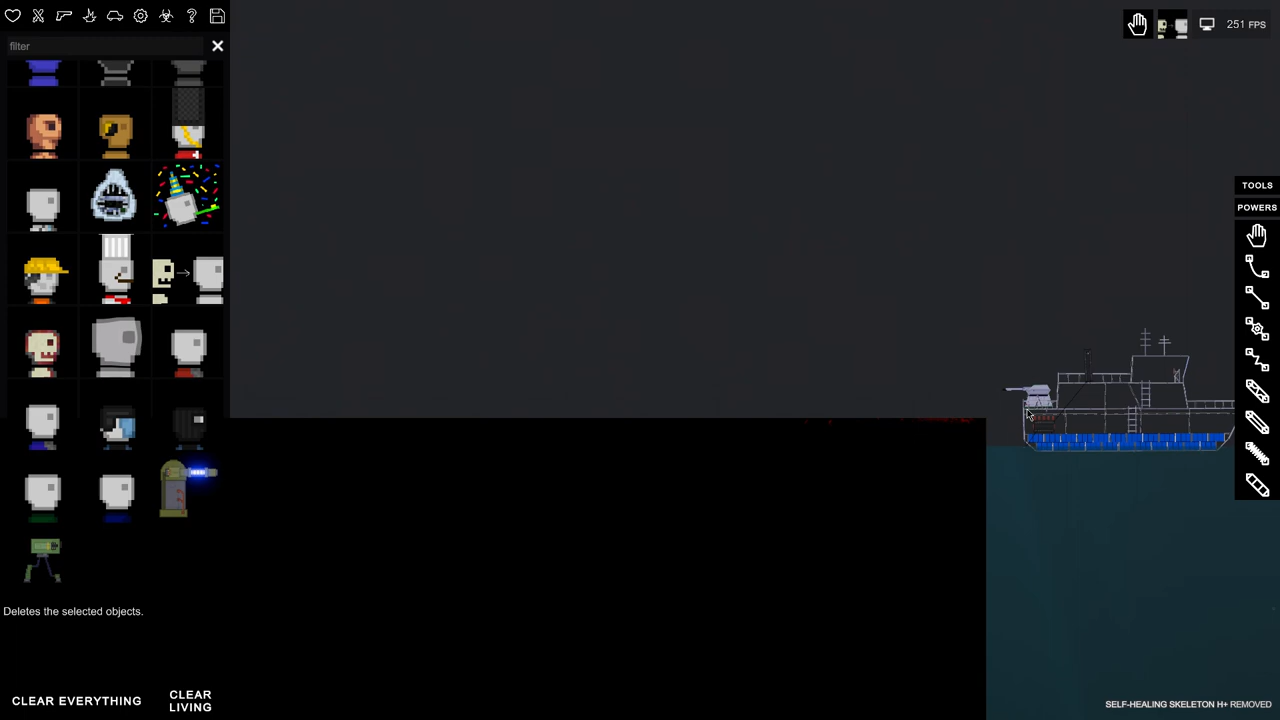 filter
251 FPS
TOOLS
POWERS
Deletes the selected objects.
CLEAR EVERYTHING
CLEAR
LIVING
SELF-HEALING SKELETON H+ REMOVED